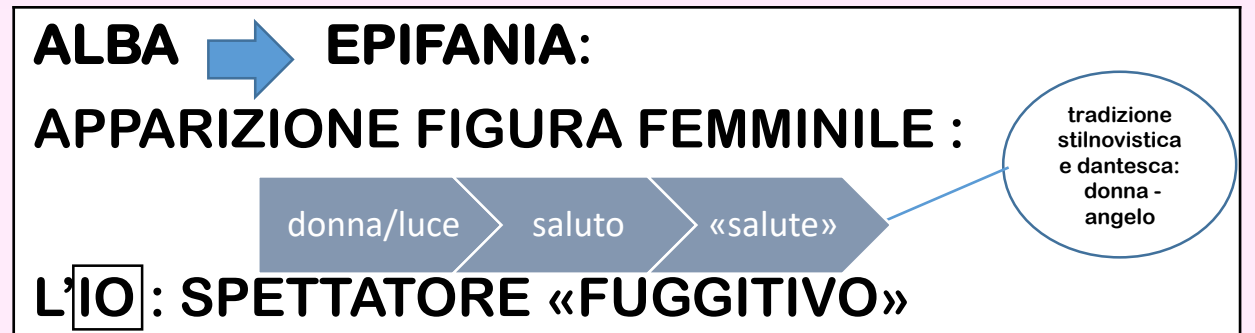 ALBA EPIFANIA:
APPARIZIONE FIGURA FEMMINILE :
tradizione
stilnovistica
e dantesca:
donna -
angelo
donna/luce saluto «salute»
L'IO : SPETTATORE «FUGGITIVO»